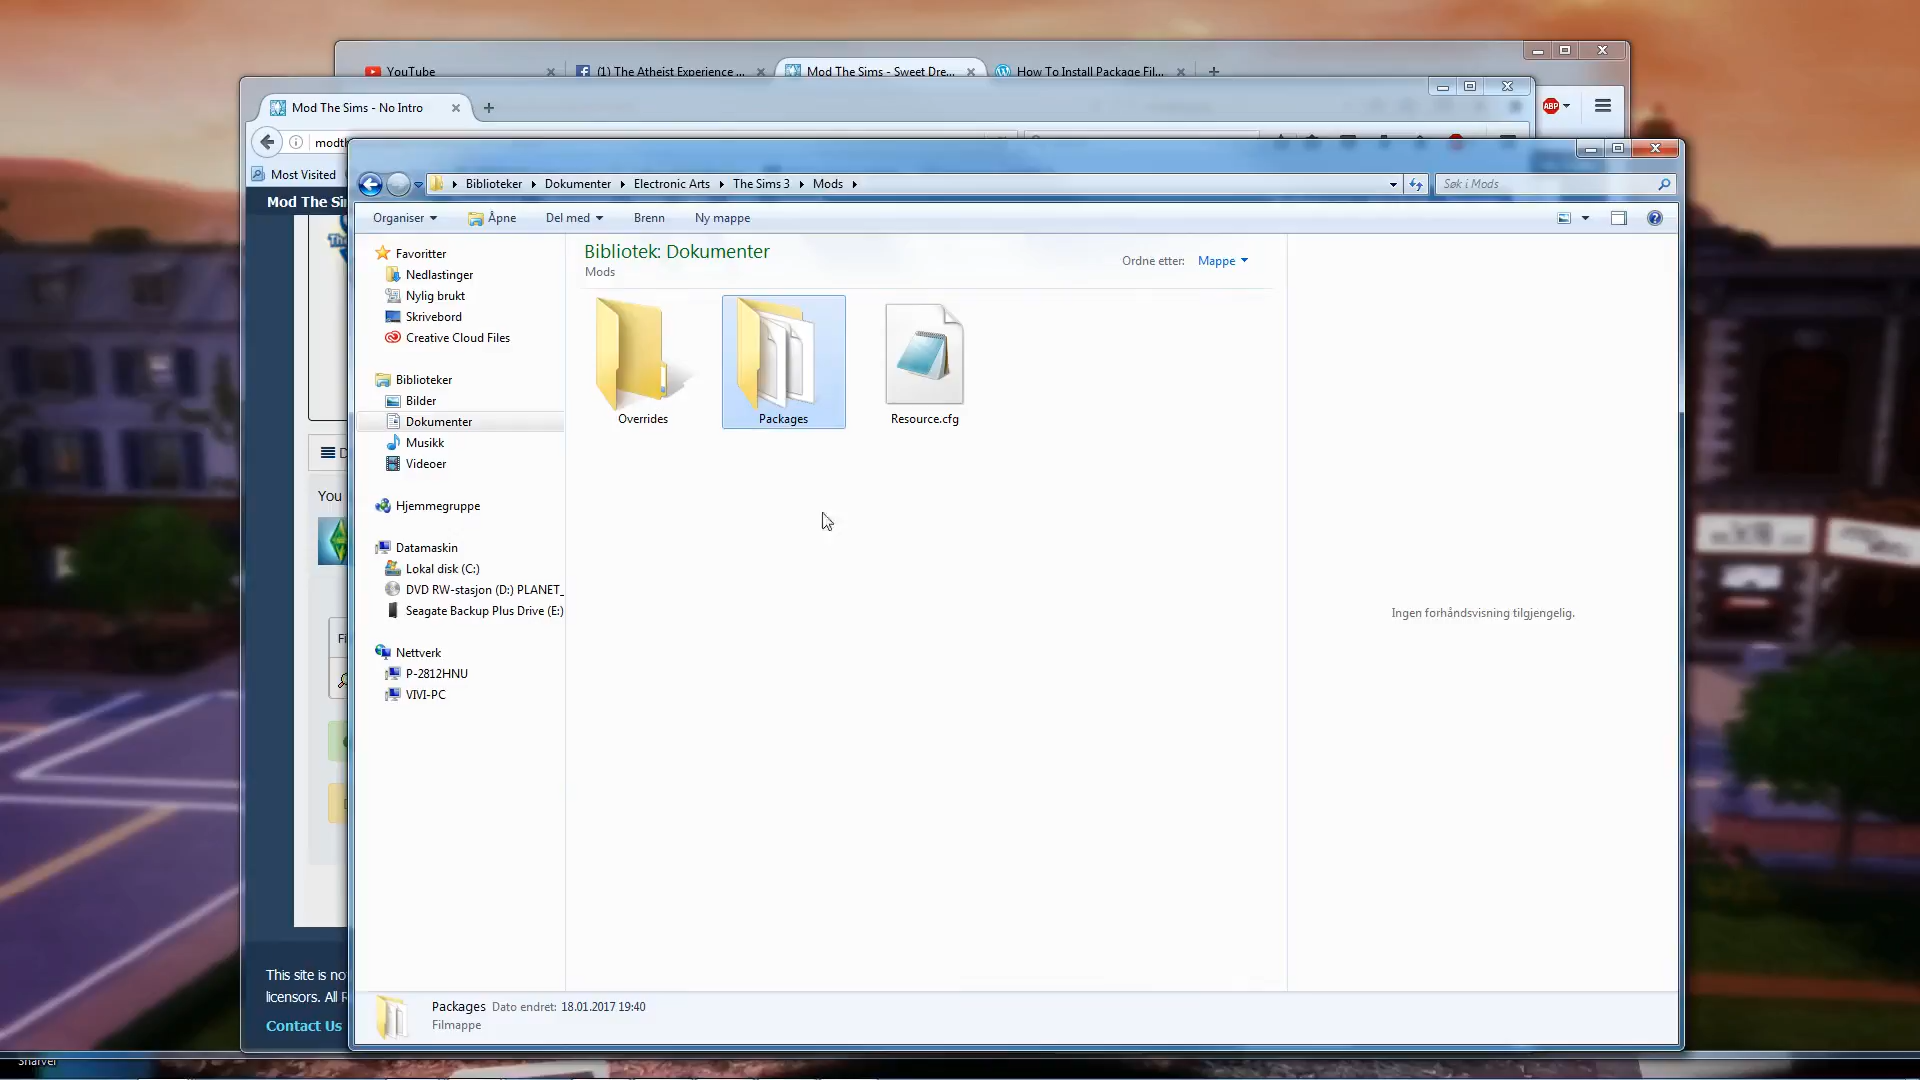 YouTube
(1) The Atheist Experience ...
Mod The Sims - Sweet Dre...
How To Install Package Fil...
Mod The Sims - No Intro
ABP
modth
Most Visited
Mod The Si
Biblioteker
Dokumenter
Electronic Arts
The Sims 3
Mods
Søk i Mods
Organiser
Åpne
Del med
Brenn
Ny mappe
Favoritter
Nedlastinger
Nylig brukt
Skrivebord
Creative Cloud Files
Biblioteker
Bilder
Dokumenter
Musikk
Videoer
Hjemmegruppe
Datamaskin
Lokal disk (C:)
DVD RW-stasjon (D:) PLANET_
Seagate Backup Plus Drive (E:)
Nettverk
P-2812HNU
VIVI-PC
Bibliotek: Dokumenter
Mods
Ordne etter:
Mappe
Overrides
Packages
Resource.cfg
Ingen forhåndsvisning tilgjengelig.
You
This site is no
licensors. All R
Contact Us
Packages Dato endret: 18.01.2017 19:40
Filmappe